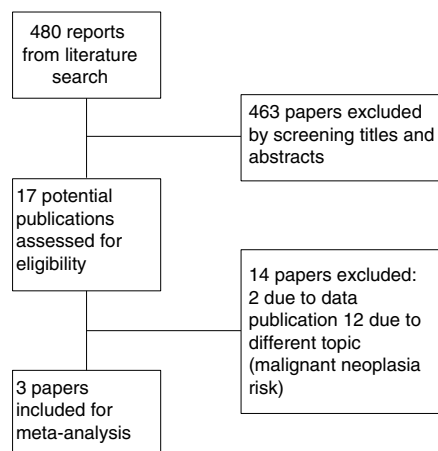 480 reports
from literature
search
463 papers excluded
by screening titles and
abstracts
17 potential
publications
assessed for
eligibility
14 papers excluded:
2 due to data
publication 12 due to
different topic
(malignant neoplasia
risk)
3 papers
included for
meta-analysis